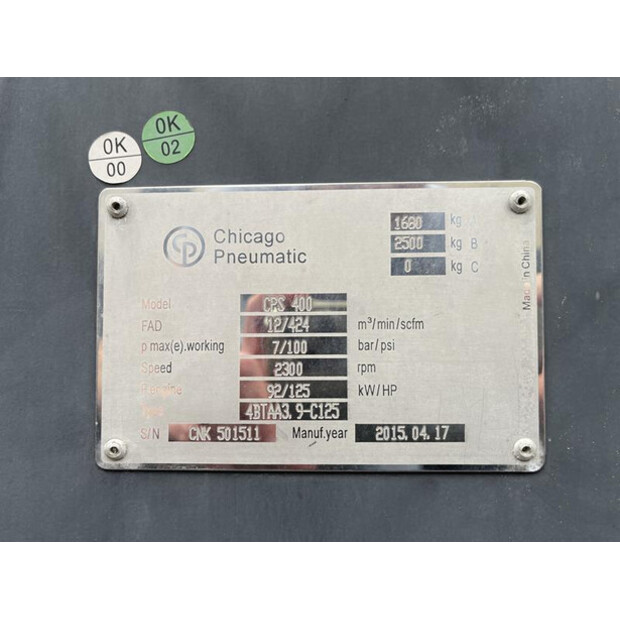 OK
00
OK
02
CP
Chicago
Pneumatic
1680 kg
2500 kg B
0 kg C
Made in China
Model CPS 400
FAD 12/424 m³/min/scfm
p max(e).working 7/100 bar/psi
Speed 2300 rpm
92/125 kW/HP
4BTAA3.9-C125
S/N CNK 501511 Manuf.year 2015.04.17